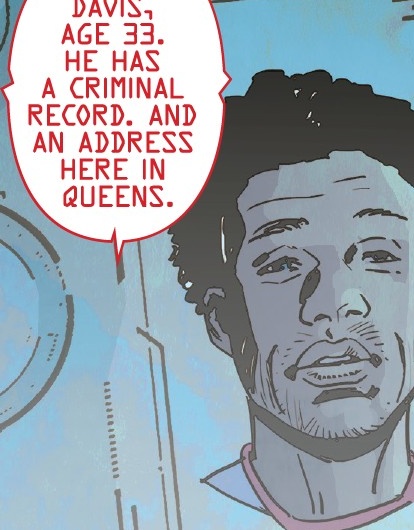 DAVIS,
AGE 33.
HE HAS
A CRIMINAL
RECORD. AND
AN ADDRESS
HERE IN
QUEENS.